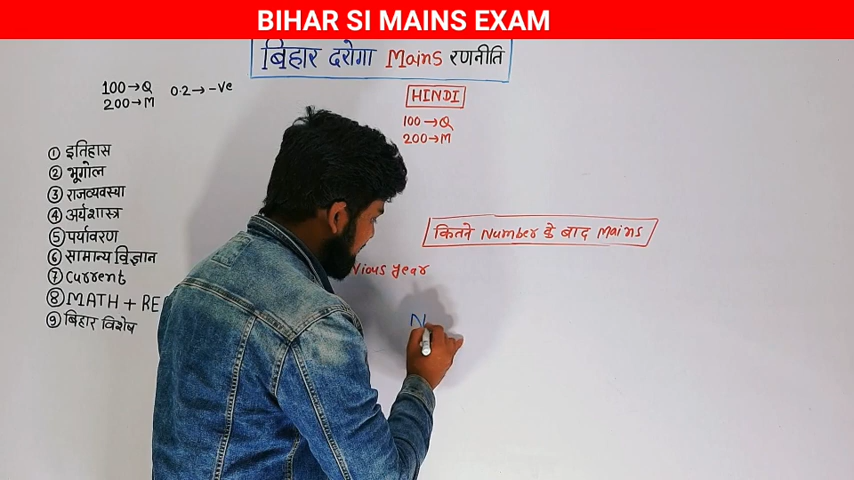 BIHAR SI MAINS EXAM
बिहार दरोगा Mains रणनीति
100→Q
200→M
0.2→-ve
HINDI
100→Q
200→M
① इतिहास
② भूगोल
③ राजव्यवस्था
④ अर्थशास्त्र
⑤ पर्यावरण
⑥ सामान्य विज्ञान
⑦ Current
⑧ MATH + RE
⑨ बिहार विशेष
कितने Number के बाद Mains
vious year
N